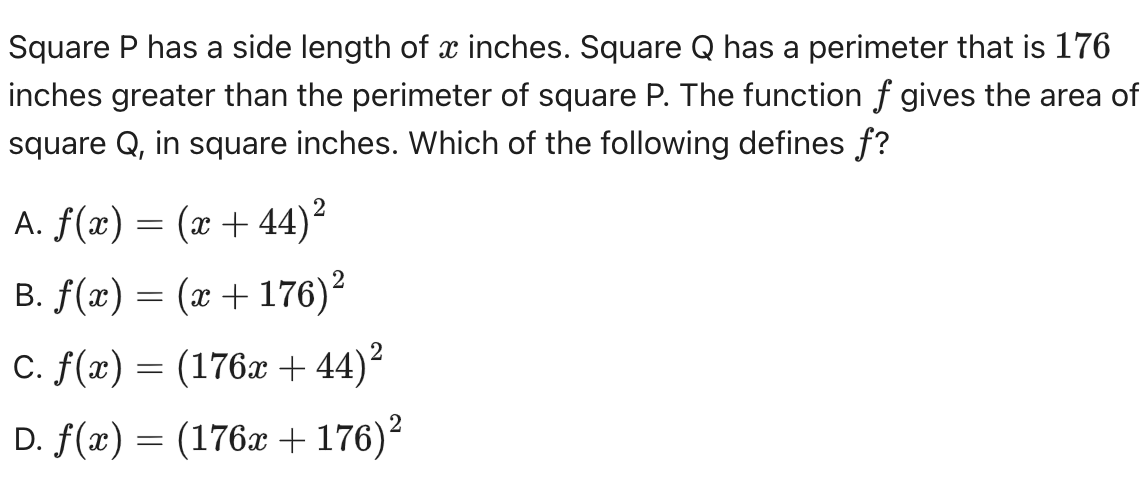 Square P has a side length of x inches. Square Q has a perimeter that is 176
inches greater than the perimeter of square P. The function f gives the area of
square Q, in square inches. Which of the following defines f?
A. f(x) = (x + 44)²
B. f(x) = (x + 176)²
C. f(x) = (176x + 44)²
D. f(x) = (176x + 176)²